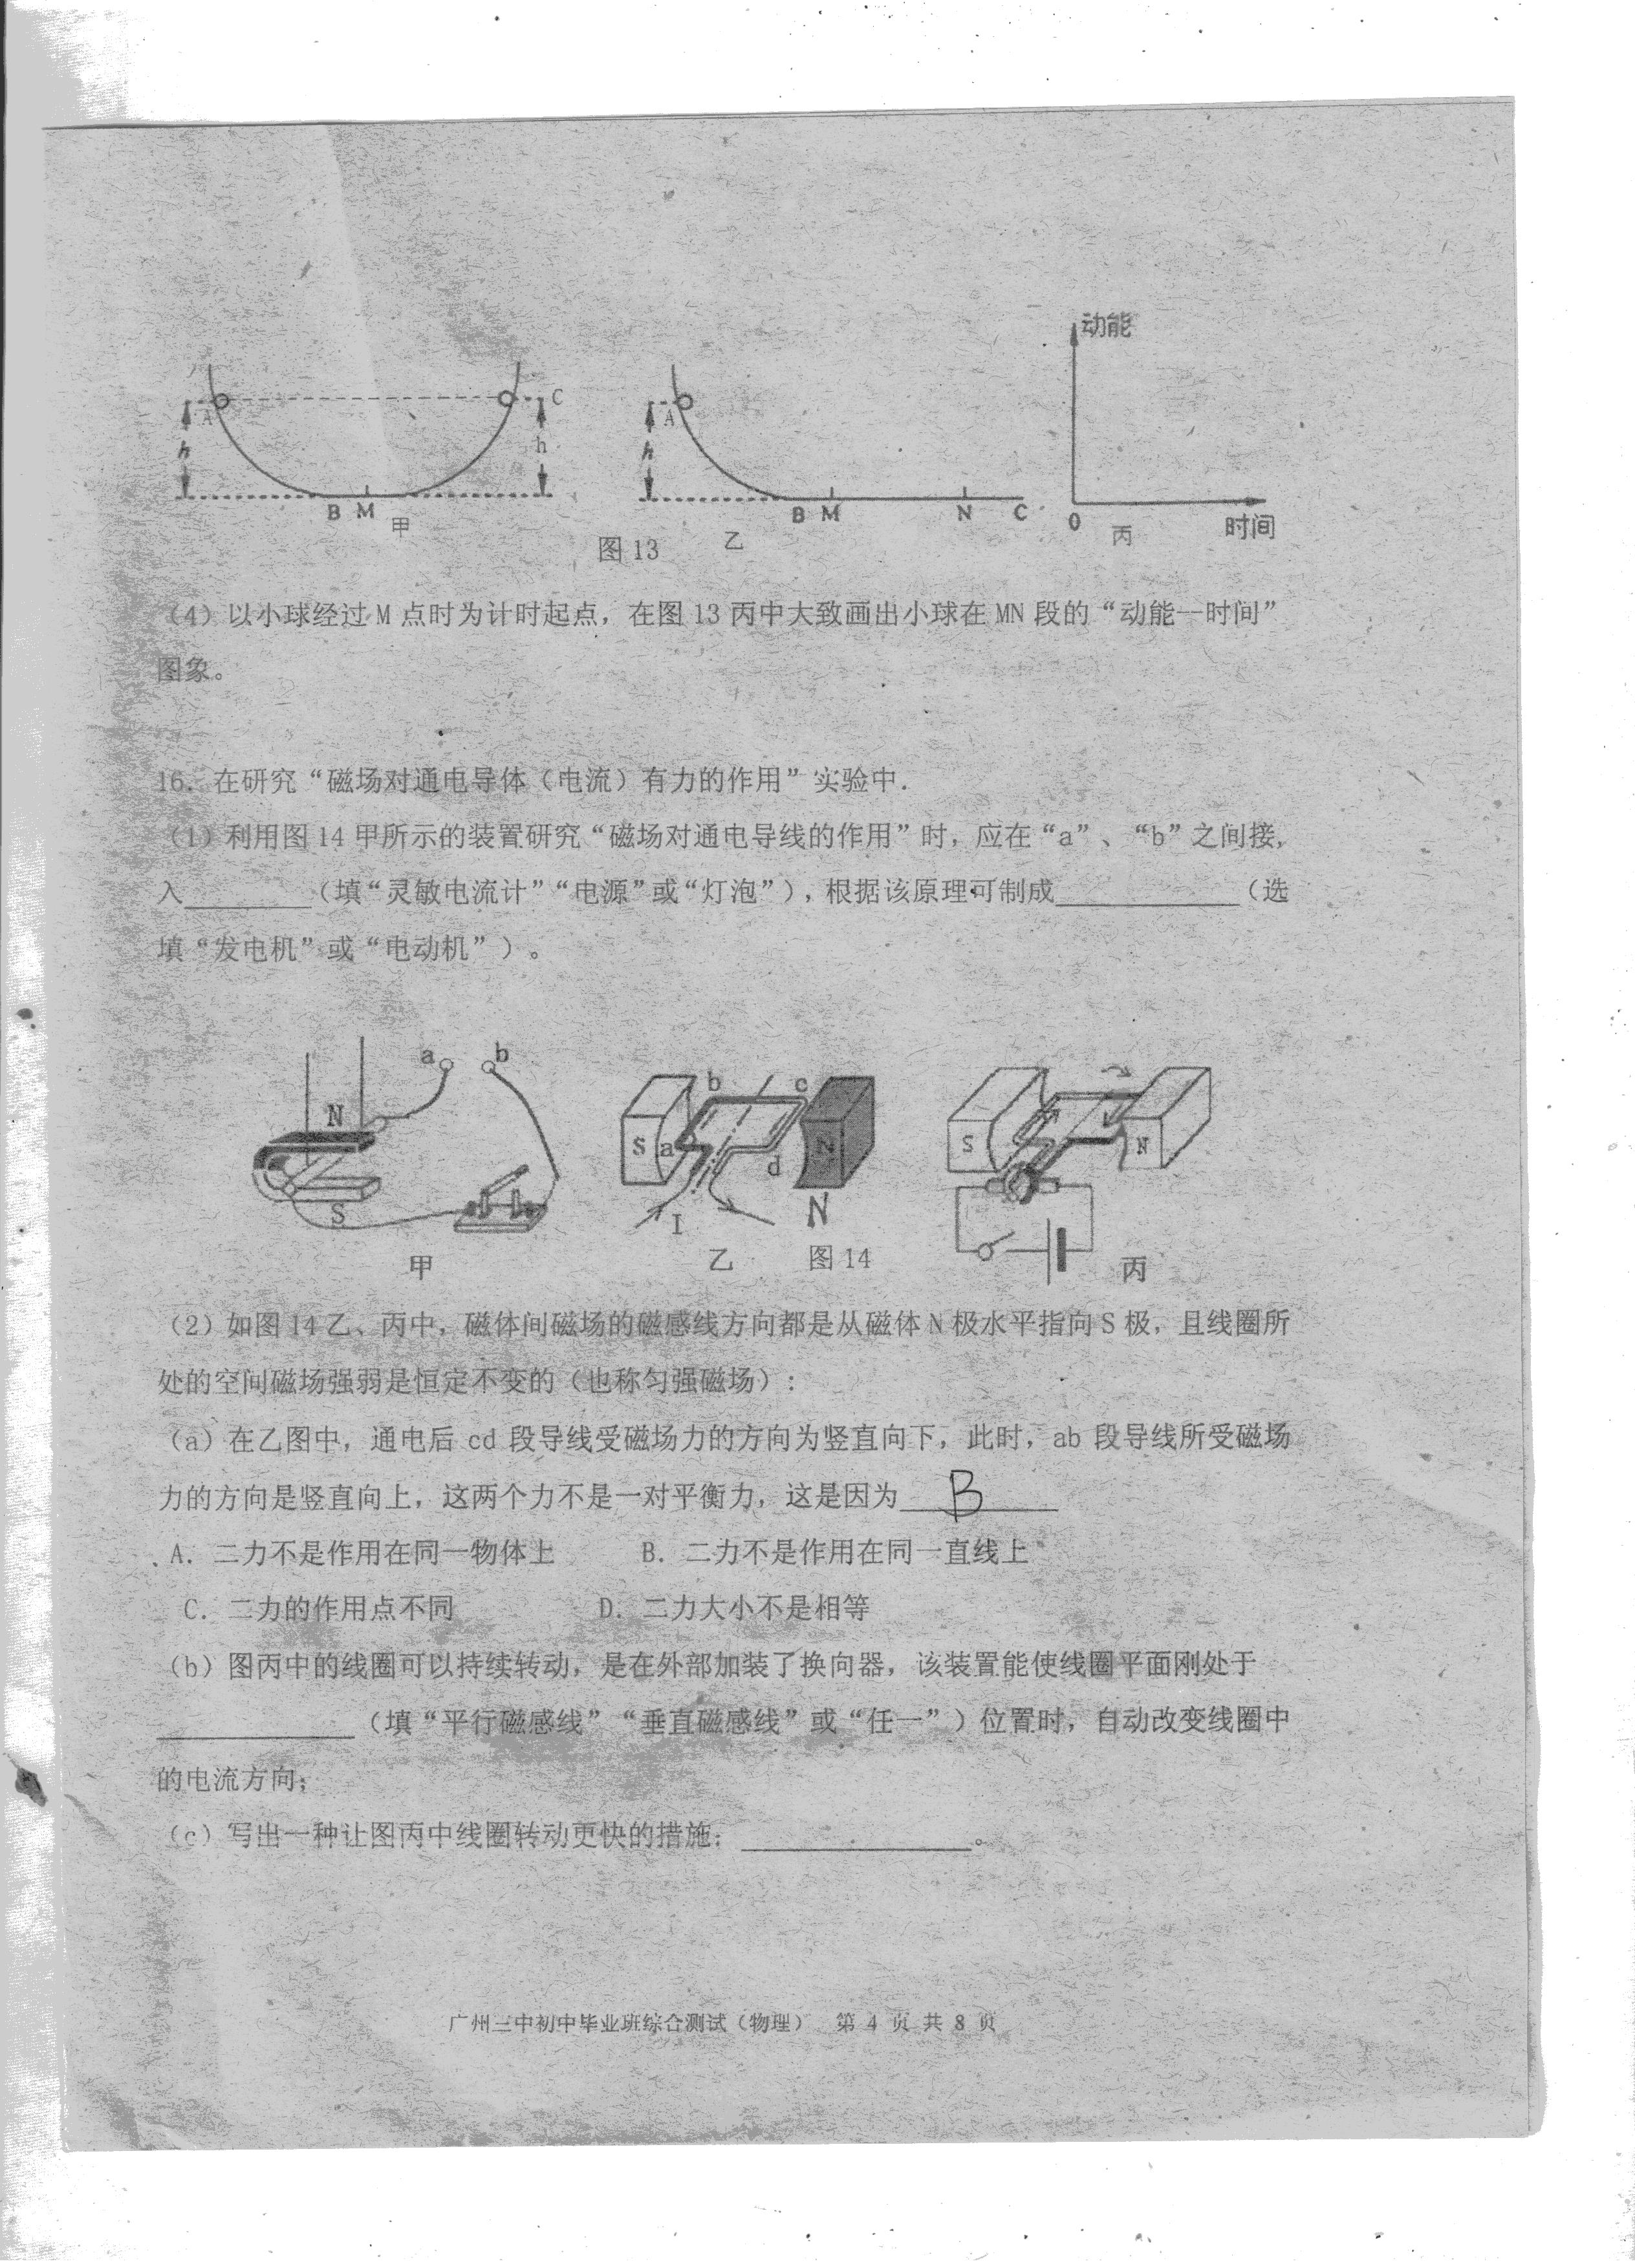 动能
A C
h h
B M
甲
A
h
B M N C
乙
0
时间
丙
图13
(4)以小球经过M点时为计时起点,在图13丙中大致画出小球在MN段的“动能—时间”
图象。
16. 在研究“磁场对通电导体(电流)有力的作用”实验中.
(1)利用图14甲所示的装置研究“磁场对通电导线的作用”时,应在“a”、“b”之间接,
入________(填“灵敏电流计”“电源”或“灯泡”),根据该原理可制成____________(选
填“发电机”或“电动机”)。
a b
N
S
甲
b c
S a N
d
I N
乙 图14
S N
丙
(2)如图14乙、丙中,磁体间磁场的磁感线方向都是从磁体N极水平指向S极,且线圈所
处的空间磁场强弱是恒定不变的(也称匀强磁场):
(a)在乙图中,通电后cd段导线受磁场力的方向为竖直向下,此时,ab段导线所受磁场
力的方向是竖直向上,这两个力不是一对平衡力,这是因为 B
A. 二力不是作用在同一物体上 B. 二力不是作用在同一直线上
C. 二力的作用点不同 D. 二力大小不是相等
(b)图丙中的线圈可以持续转动,是在外部加装了换向器,该装置能使线圈平面刚处于
____________(填“平行磁感线”“垂直磁感线”或“任一”)位置时,自动改变线圈中
的电流方向;
(c)写出一种让图丙中线圈转动更快的措施:______________。
广州三中初中毕业班综合测试(物理) 第 4 页 共 8 页